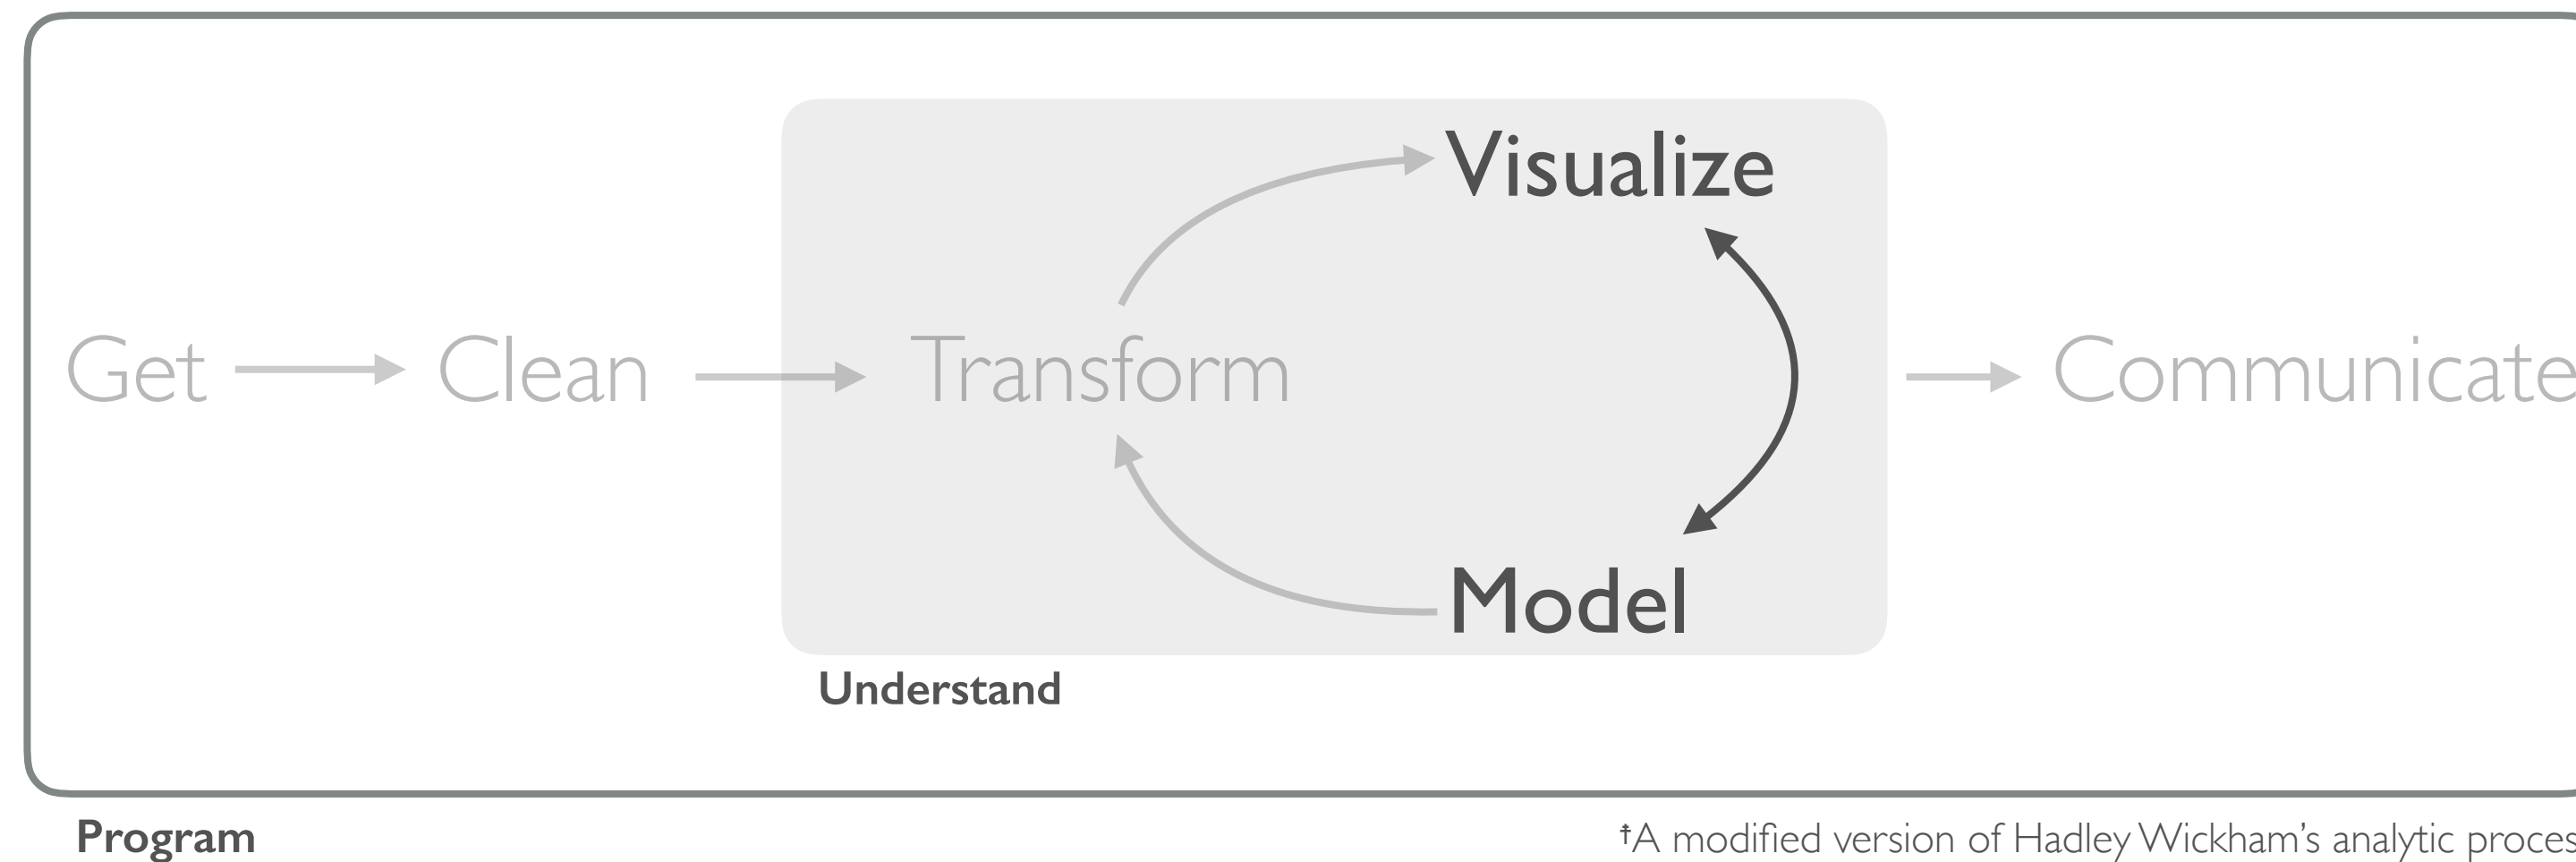 Visualize
Get Clean Transform Communicate
Model
Understand
Program
†A modified version of Hadley Wickham's analytic proces